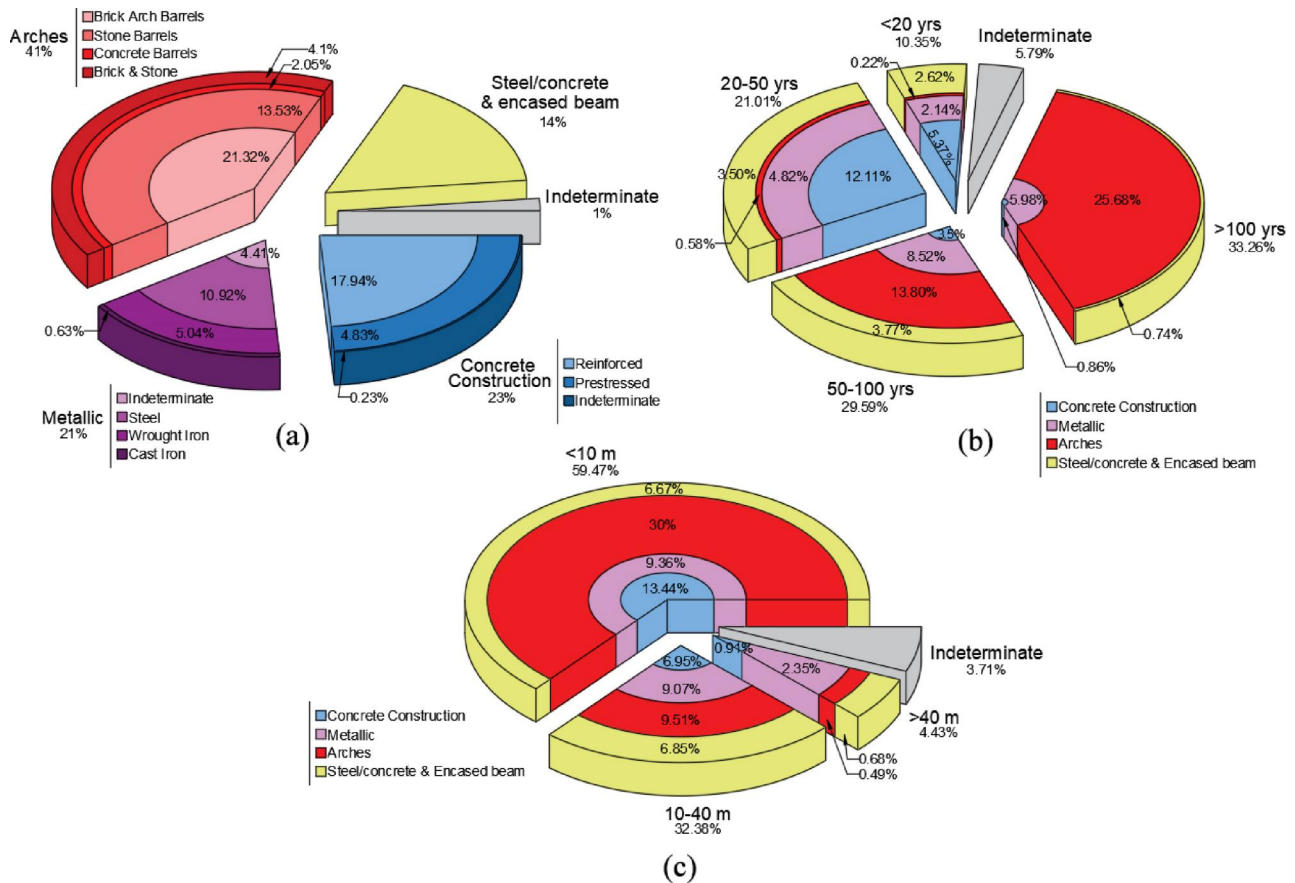 Arches
41%
Brick Arch Barrels
Stone Barrels
Concrete Barrels
Brick & Stone
4.1%
2.05%
13.53%
21.32%
Steel/concrete
& encased beam
14%
Indeterminate
1%
4.41%
10.92%
5.04%
0.63%
17.94%
4.83%
0.23%
Concrete
Construction
23%
Reinforced
Prestressed
Indeterminate
Metallic
21%
Indeterminate
Steel
Wrought Iron
Cast Iron
(a)
<20 yrs
10.35%
Indeterminate
5.79%
0.22%
2.62%
2.14%
5.37%
20-50 yrs
21.01%
3.50%
4.82%
12.11%
0.58%
5.98%
25.68%
>100 yrs
33.26%
0.74%
0.86%
3.5%
8.52%
13.80%
3.77%
50-100 yrs
29.59%
Concrete Construction
Metallic
Arches
Steel/concrete & Encased beam
(b)
<10 m
59.47%
6.67%
30%
9.36%
13.44%
Indeterminate
3.71%
0.91%
2.35%
>40 m
4.43%
0.68%
0.49%
6.95%
9.07%
9.51%
6.85%
10-40 m
32.38%
Concrete Construction
Metallic
Arches
Steel/concrete & Encased beam
(c)